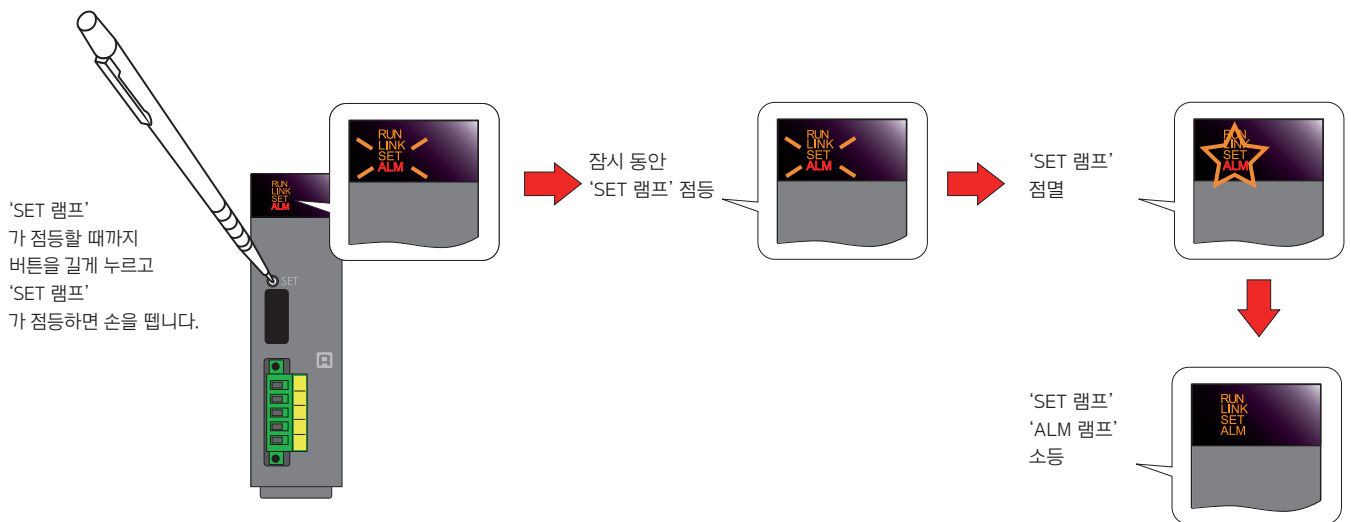 'SET 램프'
가 점등할 때까지
버튼을 길게 누르고
'SET 램프'
가 점등하면 손을 뗍니다.
RUN
LINK
SET
ALM
SET
RUN
LINK
SET
ALM
잠시 동안
'SET 램프' 점등
RUN
LINK
SET
ALM
'SET 램프'
점멸
RUN
LINK
SET
ALM
'SET 램프'
'ALM 램프'
소등
RUN
LINK
SET
ALM